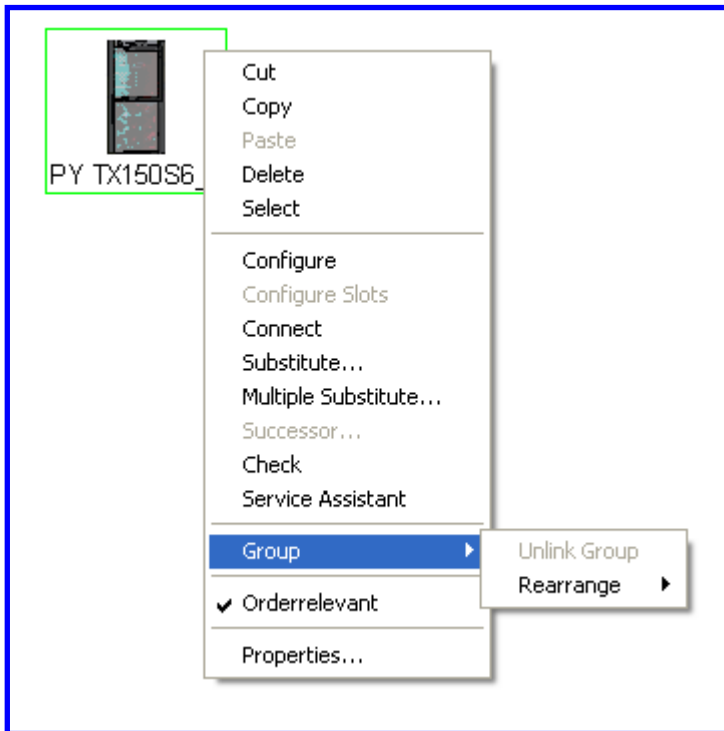 PY TX150S6_
Cut
Copy
Paste
Delete
Select
Configure
Configure Slots
Connect
Substitute...
Multiple Substitute...
Successor...
Check
Service Assistant
Group
Unlink Group
Rearrange
Orderrelevant
Properties...